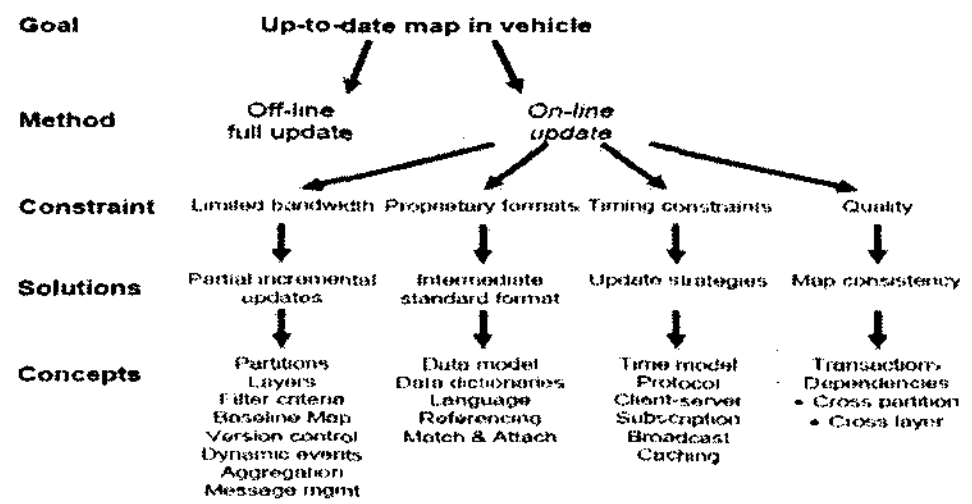 Goal Up-to-date map in vehicle
Method Off-line full update On-line update
Constraint Limited bandwidth Proprietary formats Timing constraints Quality
Solutions Partial incremental updates Intermediate standard format Update strategies Map consistency
Concepts
Partitions
Layers
Filter criteria
Baseline Map
Version control
Dynamic events
Aggregation
Message mgmt
Data model
Data dictionaries
Language
Referencing
Match & Attach
Time model
Protocol
Client-server
Subscription
Broadcast
Caching
Transactions
Dependencies
• Cross partition
• Cross layer